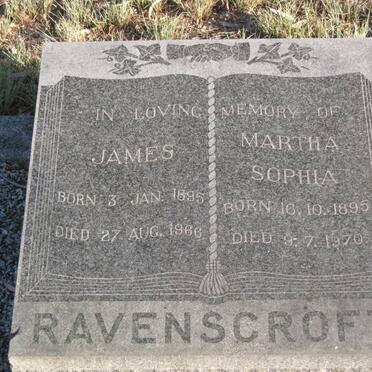 IN LOVING MEMORY OF
JAMES
BORN 3 JAN. 1895
DIED 27 AUG. 1966
MARTHA
SOPHIA
BORN 16.10.1895
DIED 9.7.1970
RAVENSCROFT